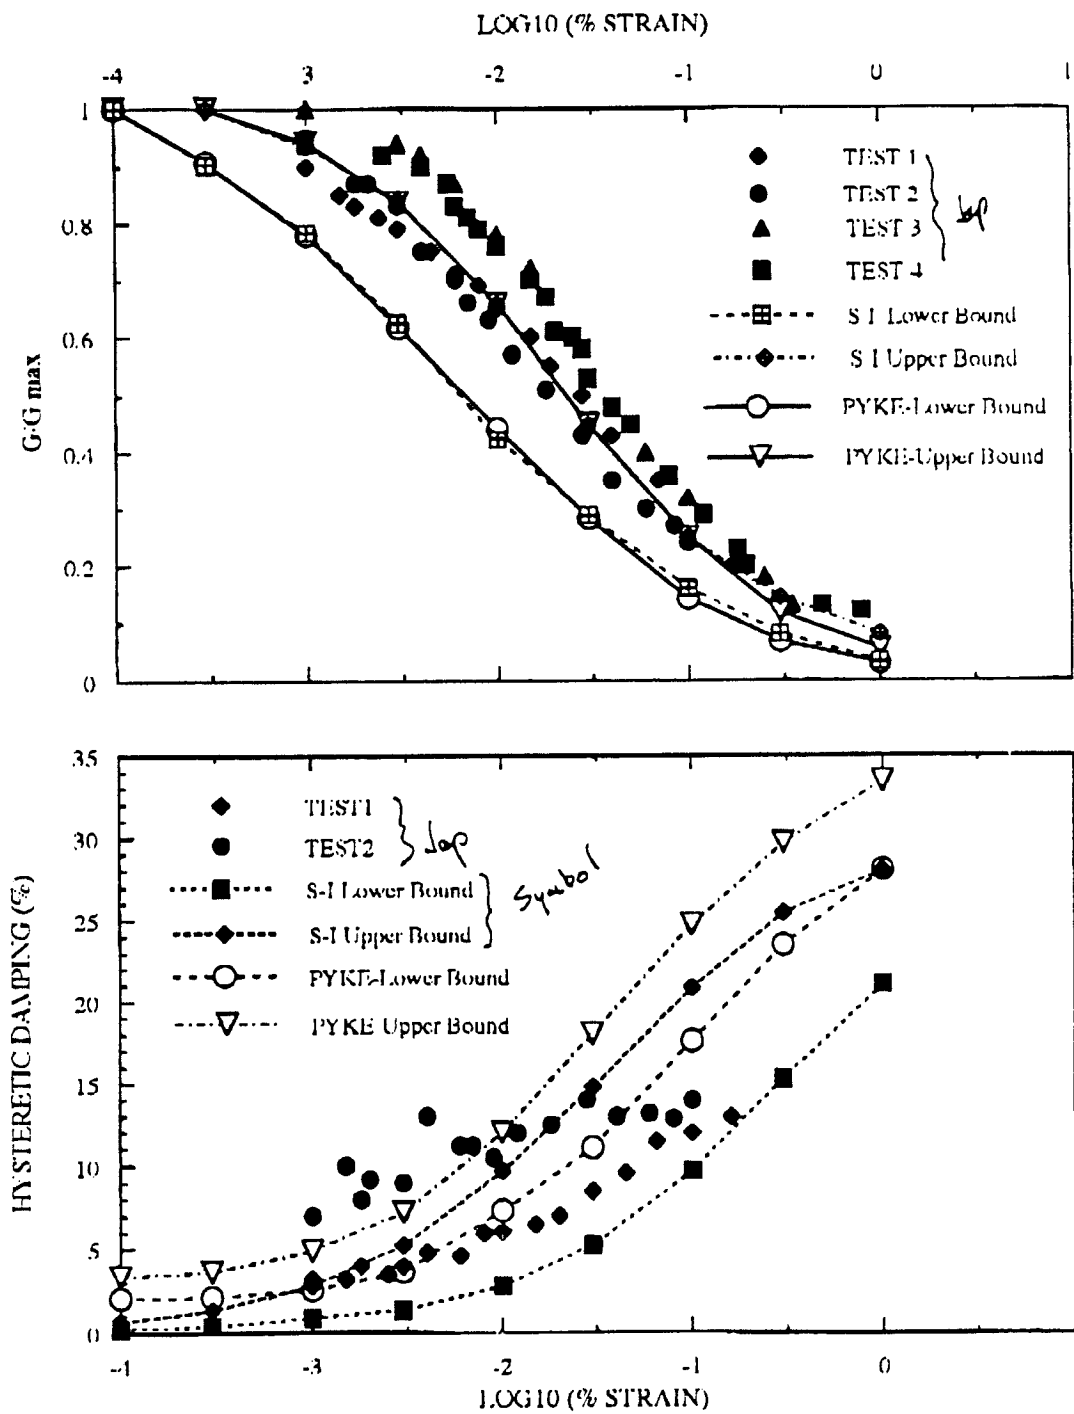 LOG10 (% STRAIN)
-4 3 -2 -1 0 1
1
0.8
0.6
0.4
0.2
0
G/G max
TEST 1
TEST 2
TEST 3
TEST 4
S I Lower Bound
S-I Upper Bound
PYKE-Lower Bound
PYKE-Upper Bound
35
30
25
20
15
10
5
0
HYSTERETIC DAMPING (%)
TEST1
TEST2
S-I Lower Bound
S-I Upper Bound
PYKE-Lower Bound
PYKE Upper Bound
Symbol
-4 -3 -2 -1 0
LOG10 (% STRAIN)